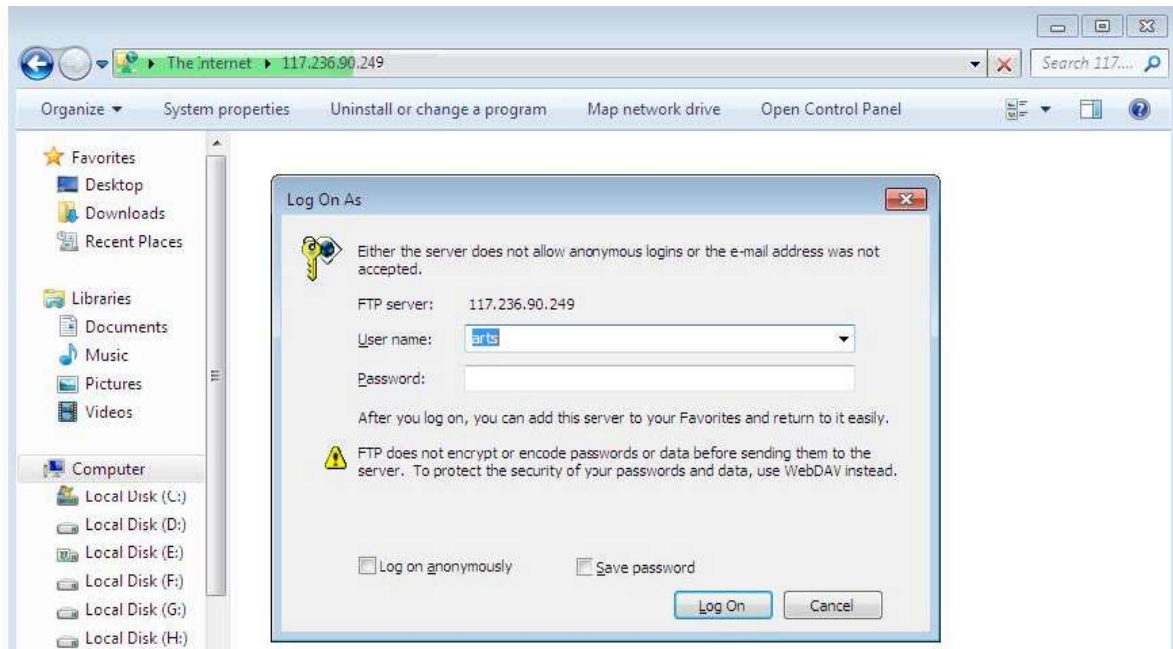 The Internet 117.236.90.249
Search 117....
Organize System properties Uninstall or change a program Map network drive Open Control Panel
Favorites
Desktop
Downloads
Recent Places
Libraries
Documents
Music
Pictures
Videos
Computer
Local Disk (C:)
Local Disk (D:)
Local Disk (E:)
Local Disk (F:)
Local Disk (G:)
Local Disk (H:)
Log On As
Either the server does not allow anonymous logins or the e-mail address was not
accepted.
FTP server: 117.236.90.249
User name: arts
Password:
After you log on, you can add this server to your Favorites and return to it easily.
FTP does not encrypt or encode passwords or data before sending them to the
server. To protect the security of your passwords and data, use WebDAV instead.
Log on anonymously Save password
Log On Cancel